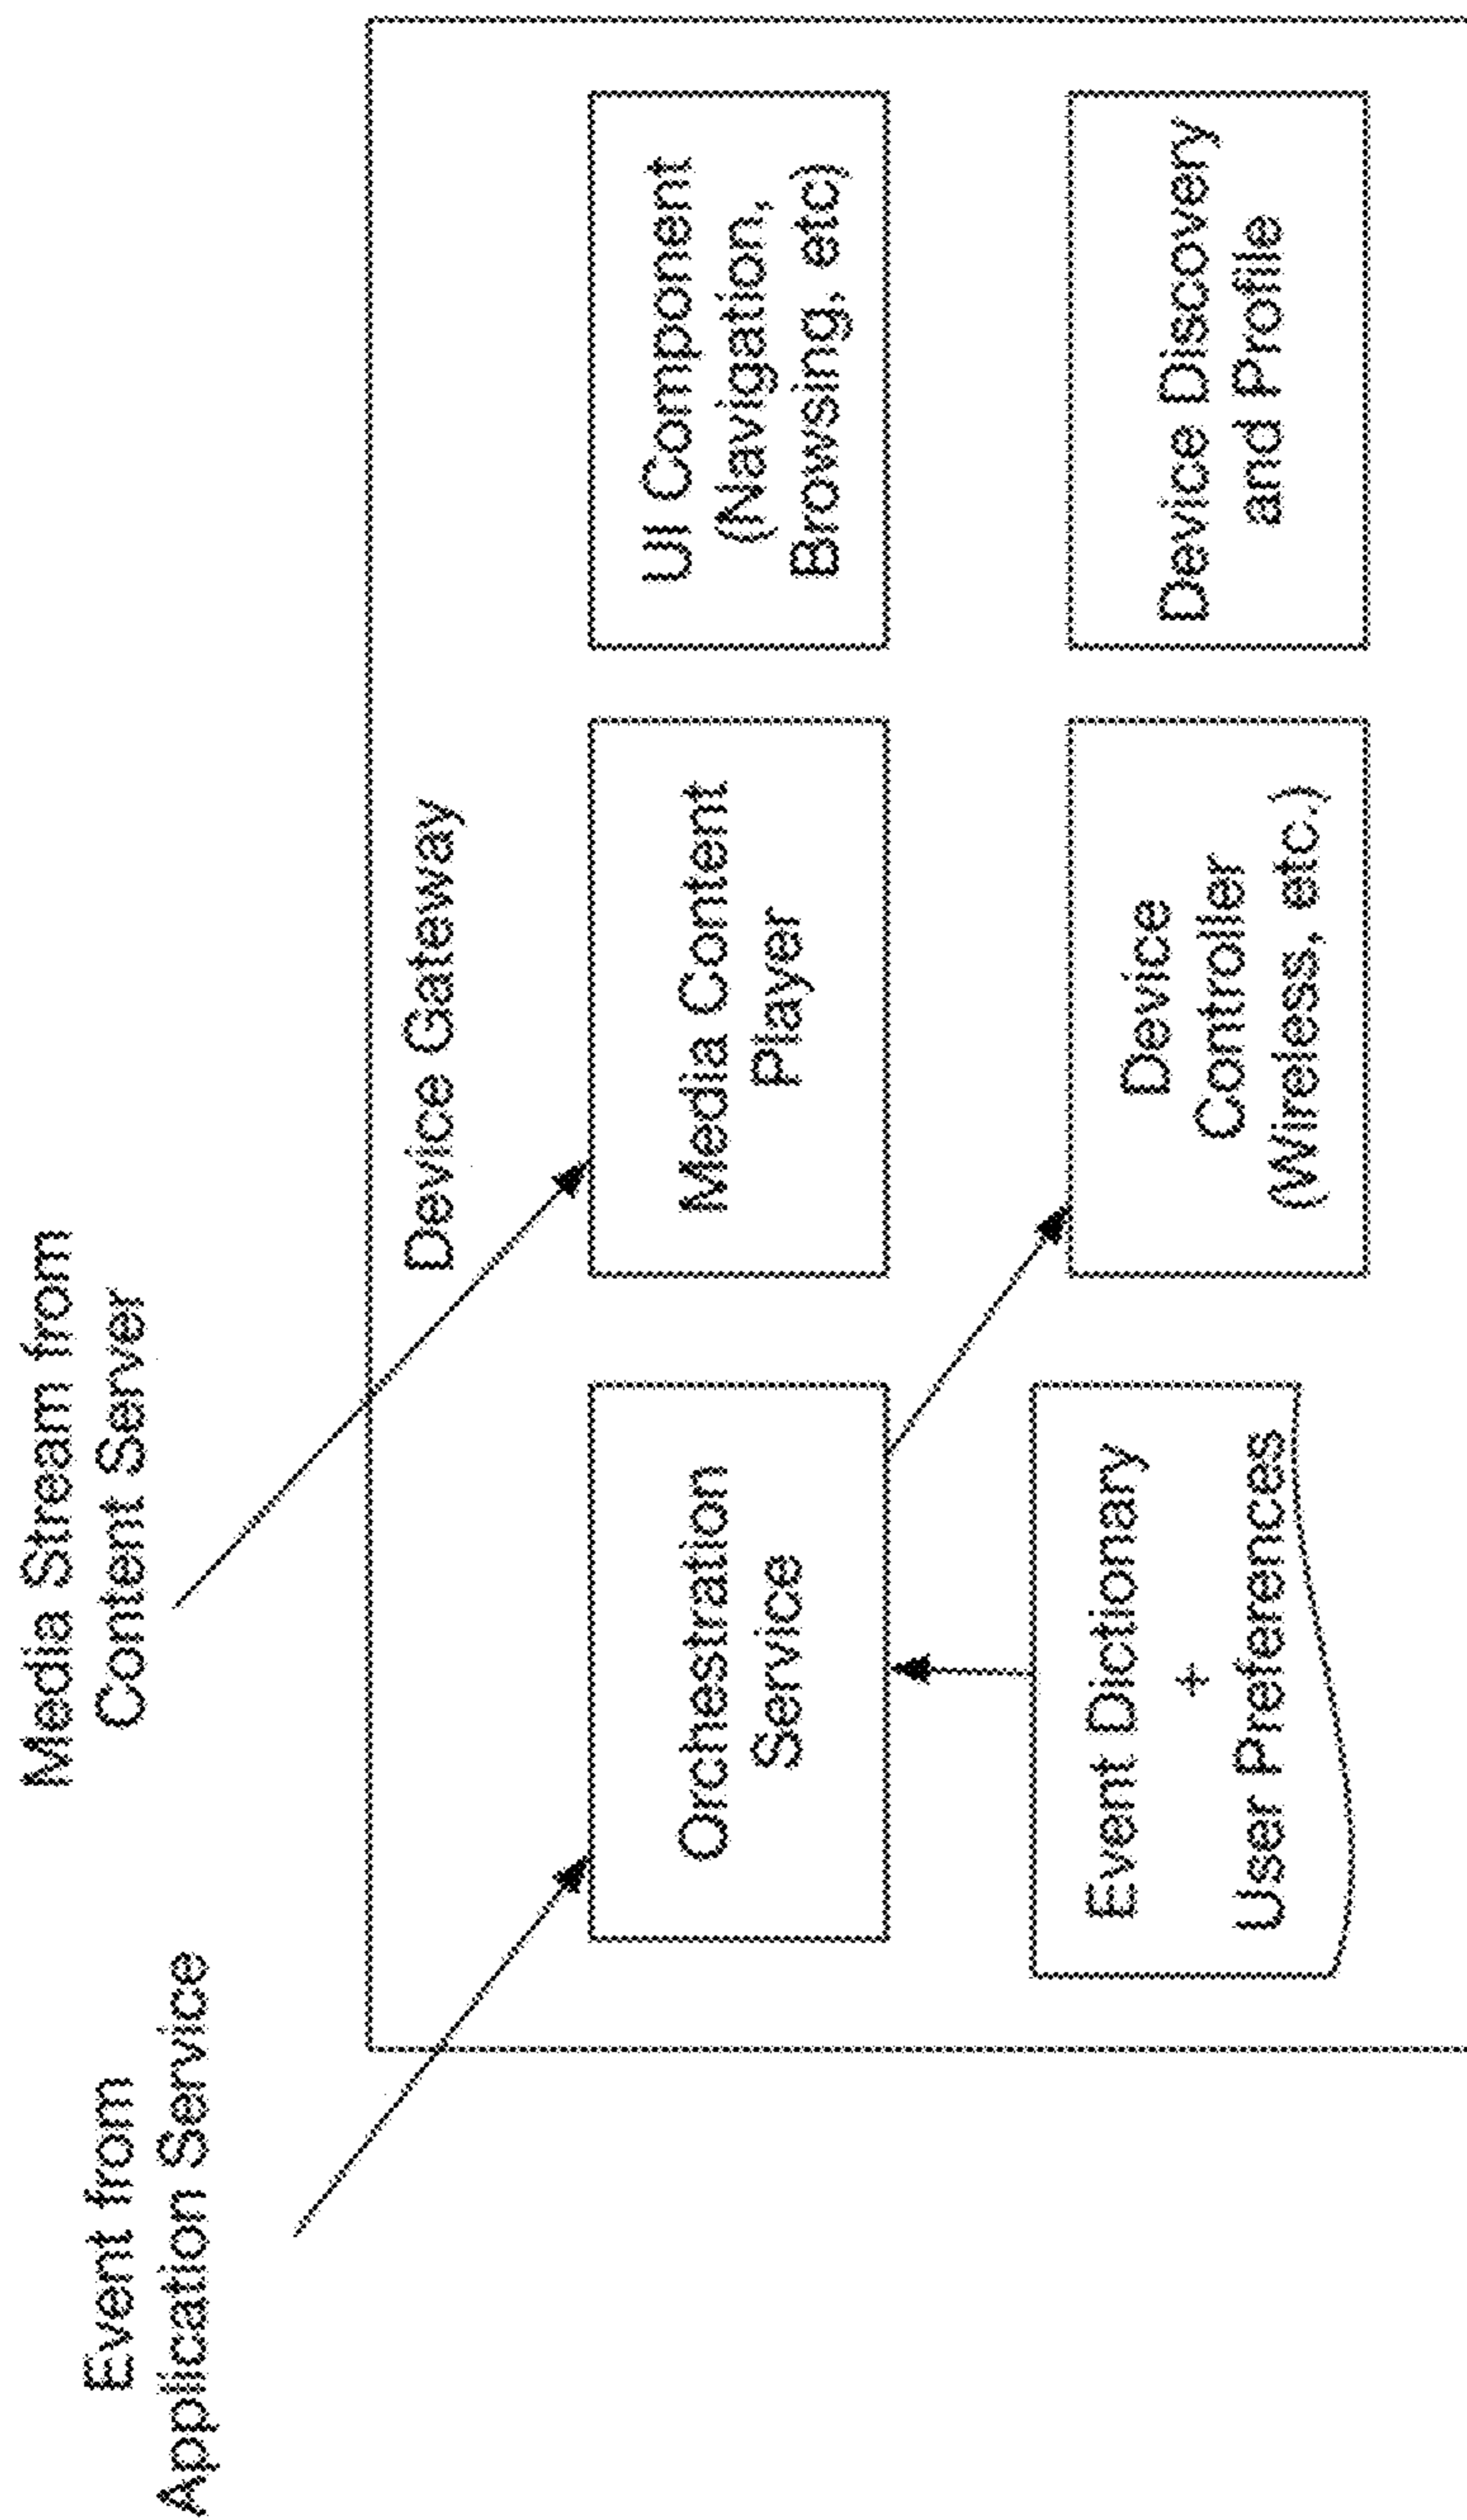 Event from
Application Service
Media Stream from
Content Server
Device Gateway
Orchestration
Service
Media Content
Player
UI Component
(Navigation,
Browsing, etc)
Event Dictionary
+
User Preferences
Device
Controller
(Wireless, etc.)
Device Discovery
and Profile